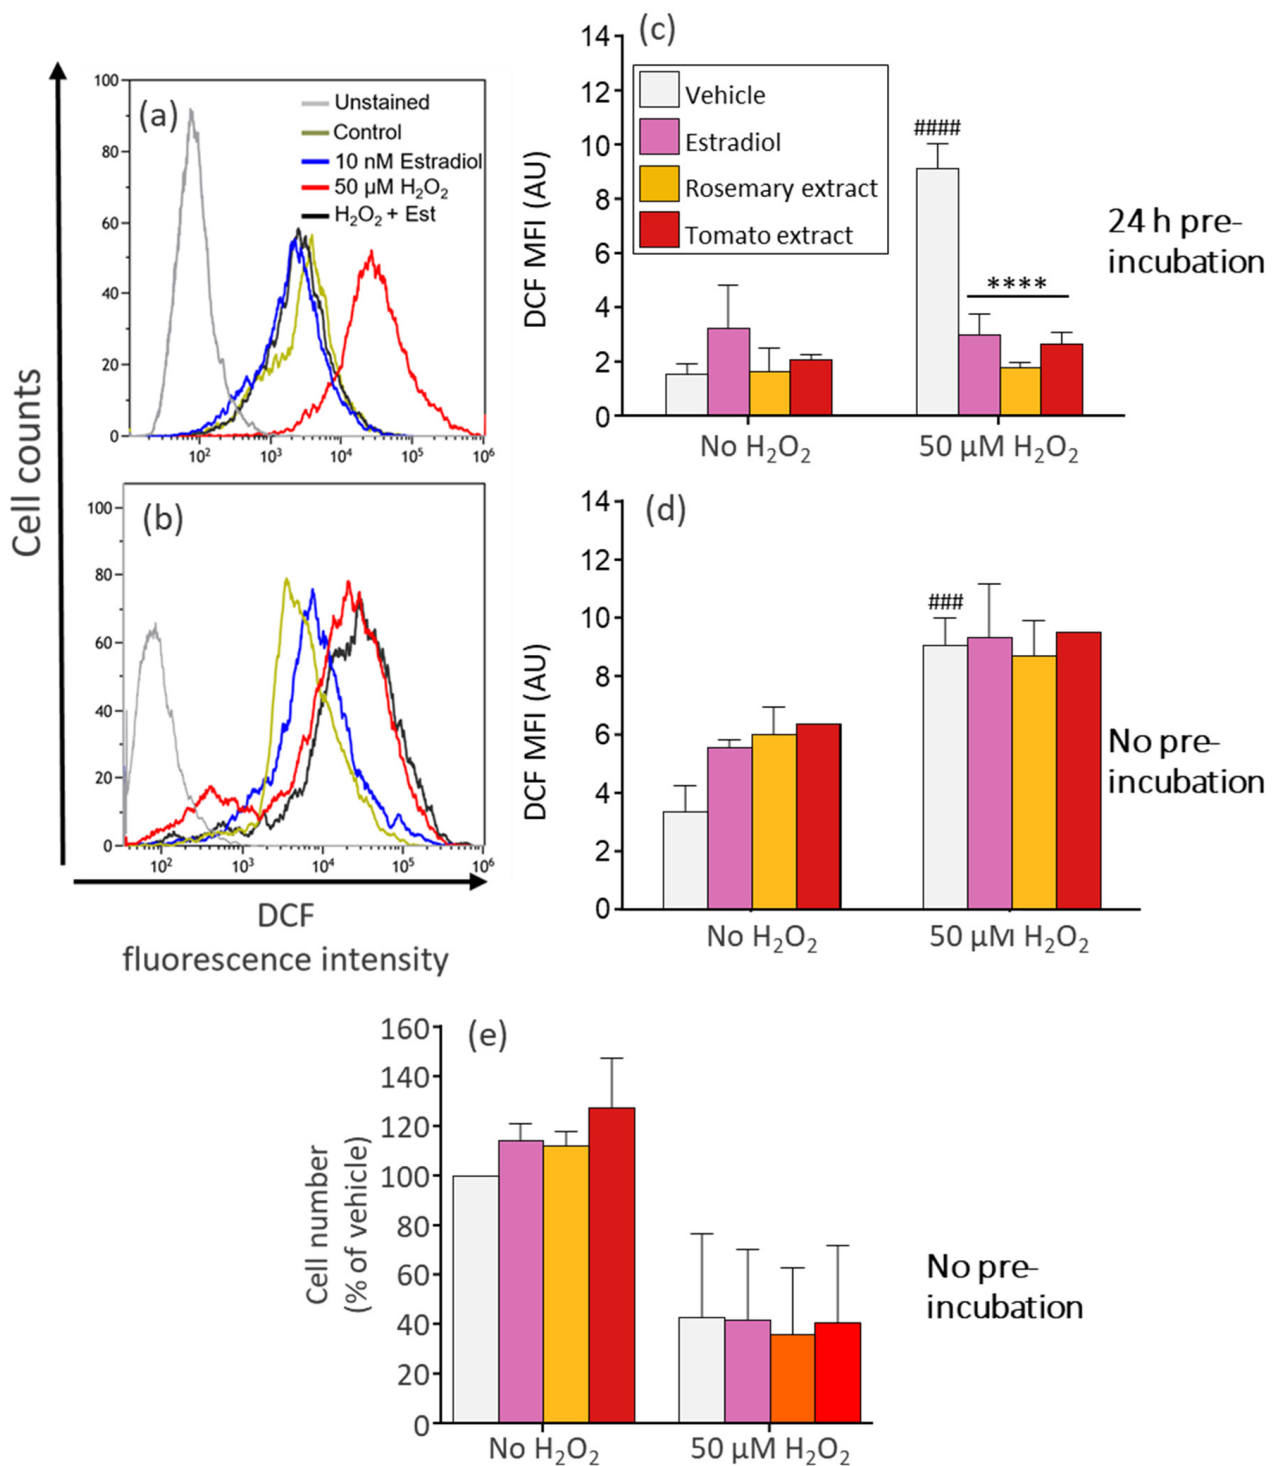 (a)
Unstained
Control
10 nM Estradiol
50 µM H₂O₂
H₂O₂ + Est
100
80
60
40
20
0
10²
10³
10⁴
10⁵
10⁶
(b)
100
80
60
40
20
0
10²
10³
10⁴
10⁵
10⁶
Cell counts
DCF
fluorescence intensity
(c)
14
12
10
8
6
4
2
0
DCF MFI (AU)
Vehicle
Estradiol
Rosemary extract
Tomato extract
####
****
No H₂O₂
50 µM H₂O₂
24 h pre-
incubation
(d)
14
12
10
8
6
4
2
0
DCF MFI (AU)
###
No H₂O₂
50 µM H₂O₂
No pre-
incubation
(e)
160
140
120
100
80
60
40
20
0
Cell number
(% of vehicle)
No H₂O₂
50 µM H₂O₂
No pre-
incubation